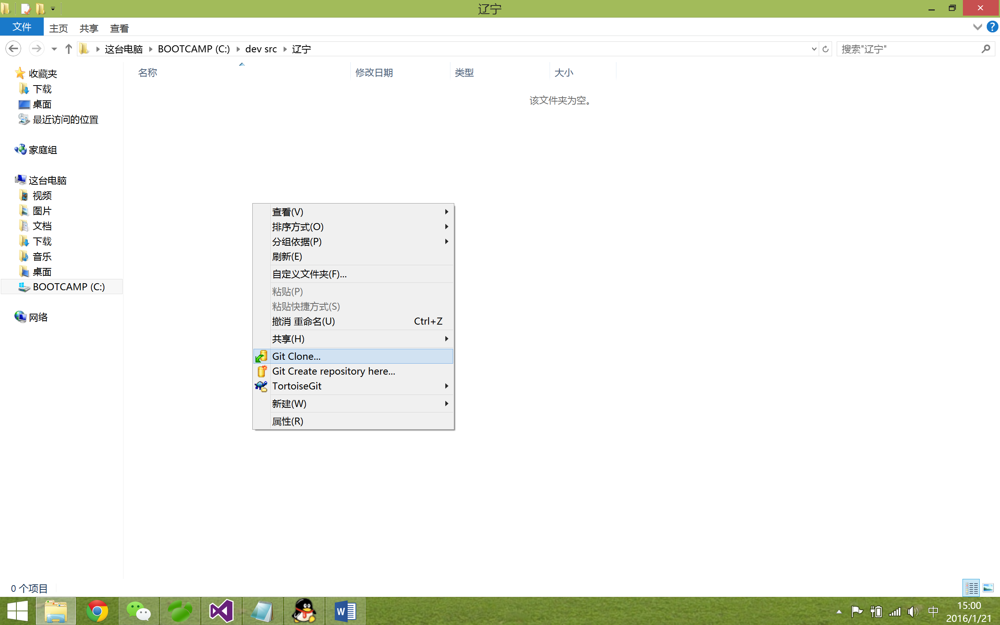 辽宁
文件 主页 共享 查看
这台电脑 BOOTCAMP (C:) dev src 辽宁
搜索"辽宁"
名称 修改日期 类型 大小
该文件夹为空。
收藏夹
下载
桌面
最近访问的位置
家庭组
这台电脑
视频
图片
文档
下载
音乐
桌面
BOOTCAMP (C:)
网络
查看(V)
排序方式(O)
分组依据(P)
刷新(E)
自定义文件夹(F)...
粘贴(P)
粘贴快捷方式(S)
撤消 重命名(U) Ctrl+Z
共享(H)
Git Clone...
Git Create repository here...
TortoiseGit
新建(W)
属性(R)
0 个项目
中
15:00
2016/1/21